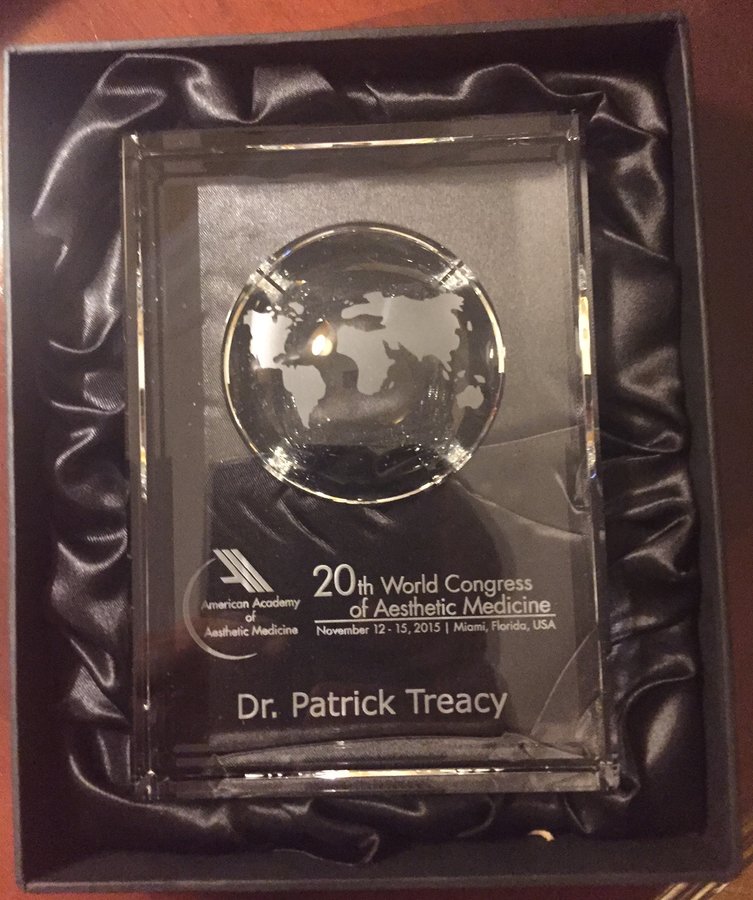 American Academy
of
Aesthetic Medicine
20th World Congress
of Aesthetic Medicine
November 12 - 15, 2015 | Miami, Florida, USA
Dr. Patrick Treacy